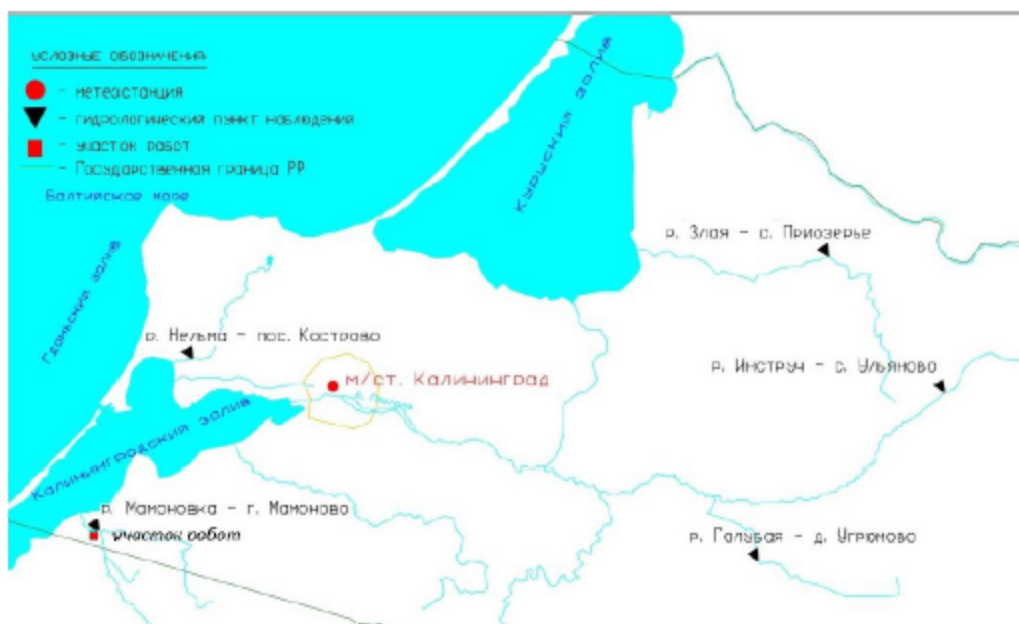 УСЛОВНЫЕ ОБОЗНАЧЕНИЯ
- метеостанция
- гидрологический пункт наблюдений
- участок работ
- Государственная граница РФ
Балтийское море
Куршский залив
Гданьский залив
р. Злая - с. Приозерье
р. Нельма - пос. Кострово
м/ст. Калининград
р. Инструч - с. Ульяново
Калининградский залив
р. Мамоновка - г. Мамоново
участок работ
р. Голубая - д. Угрюмово